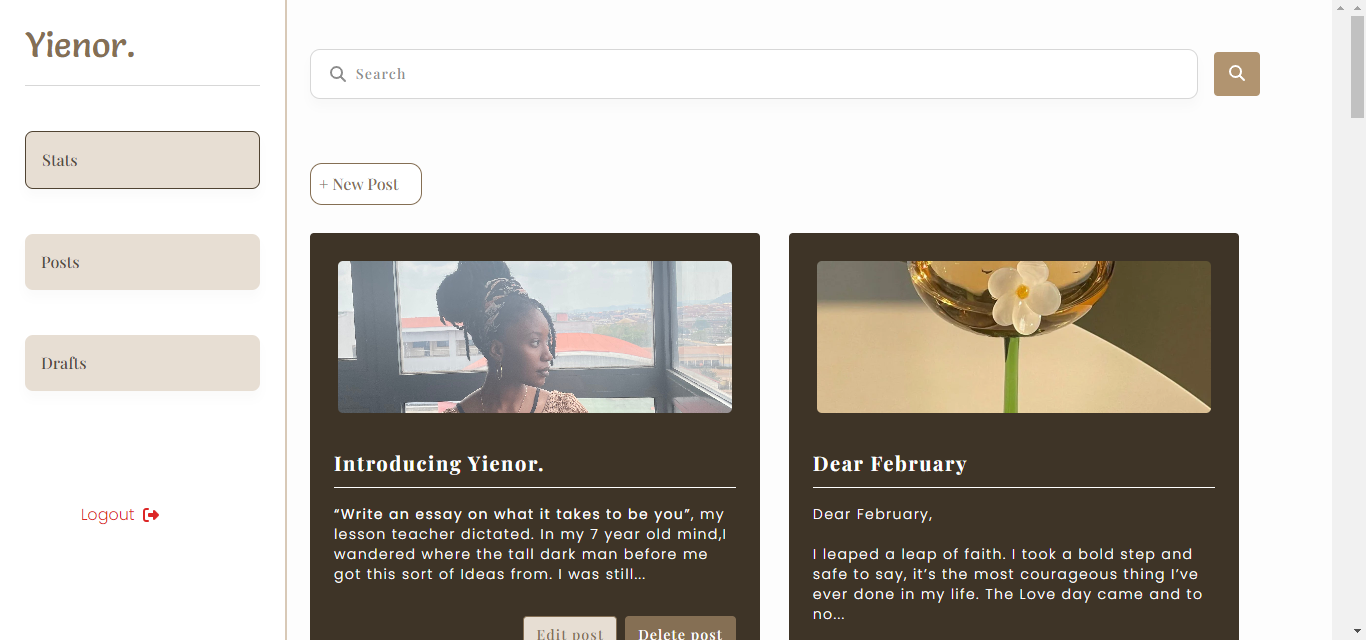 Yienor.
Search
Stats
Posts
Drafts
Logout
+ New Post
Introducing Yienor.
“Write an essay on what it takes to be you”, my
lesson teacher dictated. In my 7 year old mind,I
wandered where the tall dark man before me
got this sort of Ideas from. I was still...
Edit post
Delete post
Dear February
Dear February,
I leaped a leap of faith. I took a bold step and
safe to say, it’s the most courageous thing I’ve
ever done in my life. The Love day came and to
no...